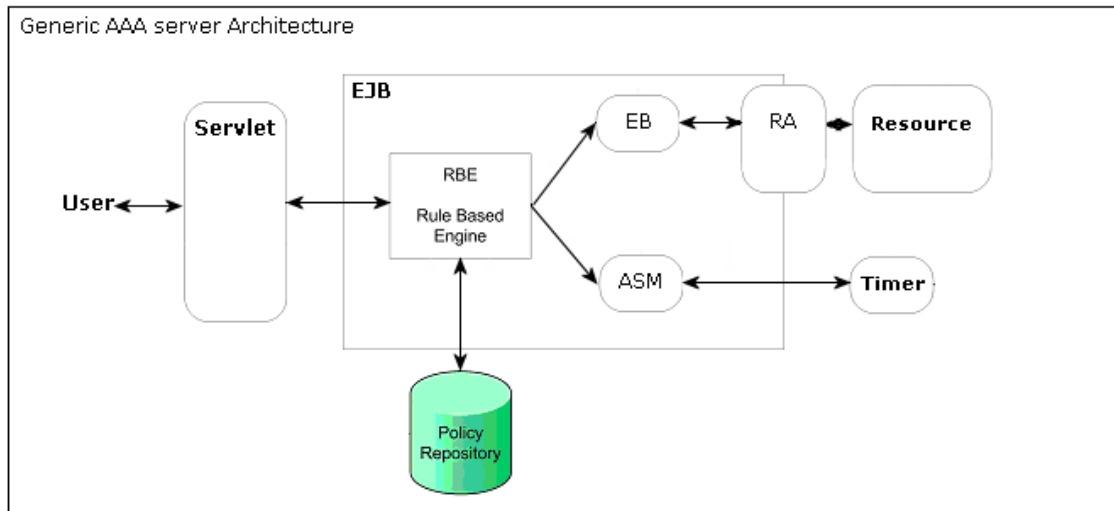 Generic AAA server Architecture
EJB
Servlet
EB
RA
Resource
RBE
User
Rule Based
Engine
ASM
Timer
Policy
Repository